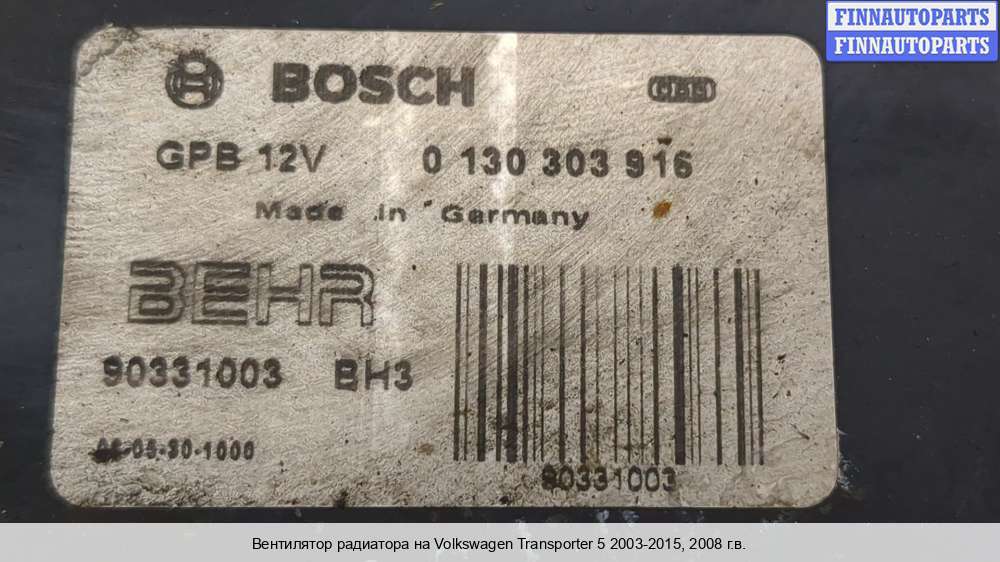 FINNAUTOPARTS
FINNAUTOPARTS
BOSCH
GPB 12V 0 130 303 916
Made in Germany
BEHR
90331003 BH3
90331003
Вентилятор радиатора на Volkswagen Transporter 5 2003-2015, 2008 г.в.